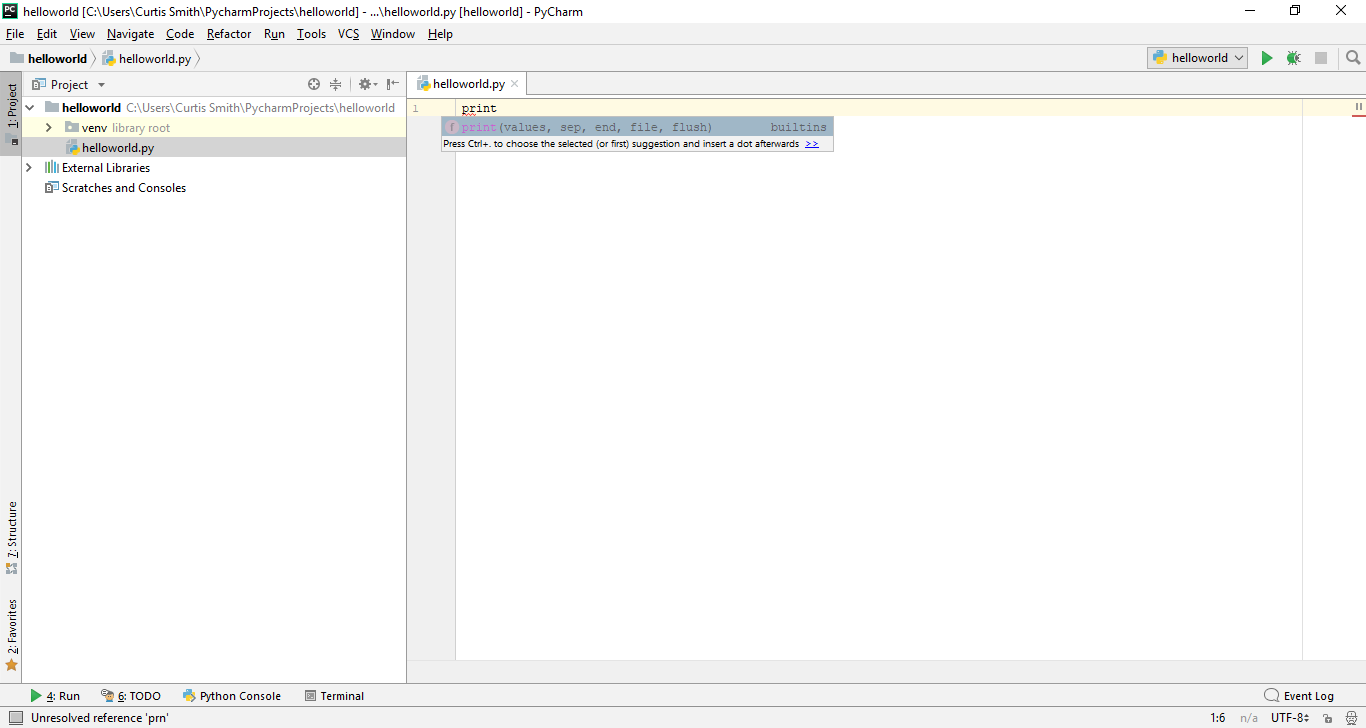 PC helloworld [C:\Users\Curtis Smith\PycharmProjects\helloworld] - ...\helloworld.py [helloworld] - PyCharm
File Edit View Navigate Code Refactor Run Tools VCS Window Help
helloworld helloworld.py helloworld
Project helloworld.py
1: Project
helloworld C:\Users\Curtis Smith\PycharmProjects\helloworld
venv library root
helloworld.py
External Libraries
Scratches and Consoles
1 print
f print(values, sep, end, file, flush) builtins
Press Ctrl+. to choose the selected (or first) suggestion and insert a dot afterwards >>
7: Structure
2: Favorites
4: Run 6: TODO Python Console Terminal Event Log
Unresolved reference 'prn' 1:6 n/a UTF-8